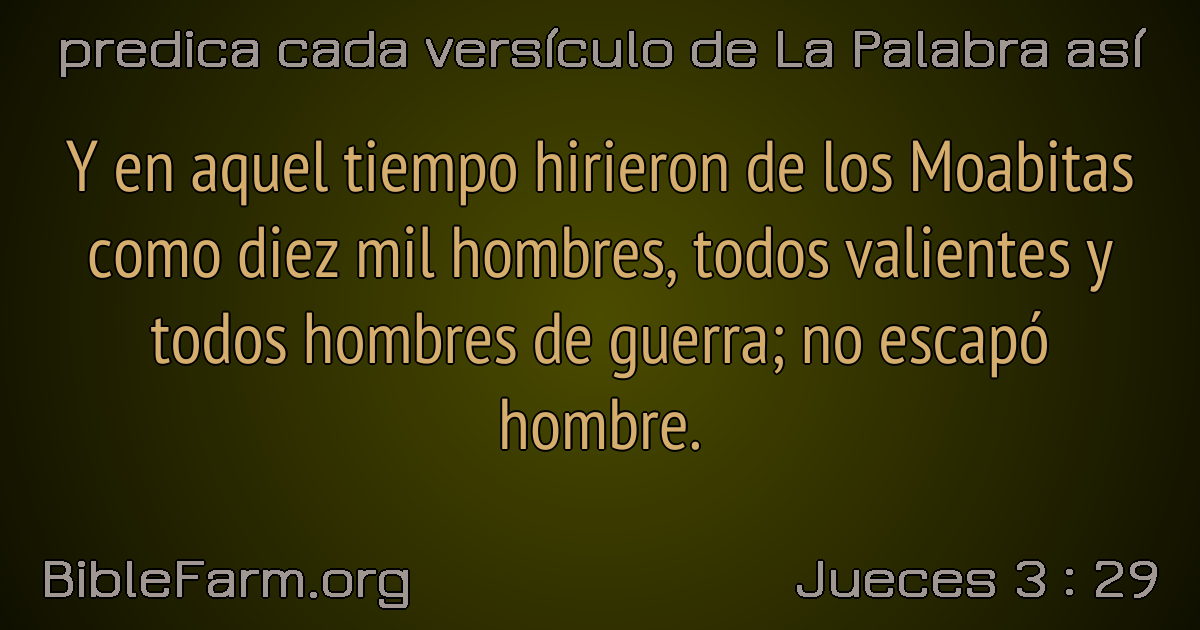 predica cada versículo de La Palabra así
Y en aquel tiempo hirieron de los Moabitas
como diez mil hombres, todos valientes y
todos hombres de guerra; no escapó
hombre.
BibleFarm.org
Jueces 3 : 29